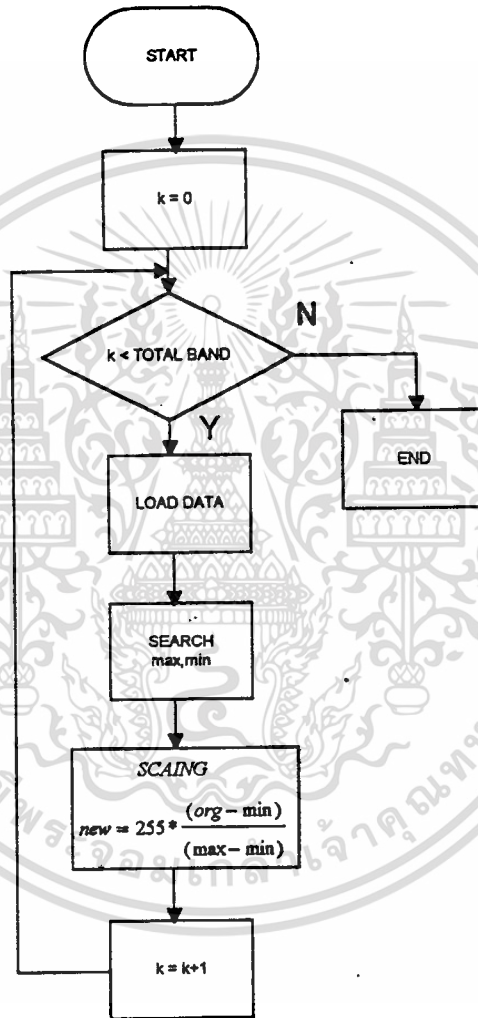 START
k = 0
k < TOTAL BAND
N
Y
END
LOAD DATA
SEARCH
max,min
SCAING
new = 255 * (org − min) / (max − min)
k = k+1